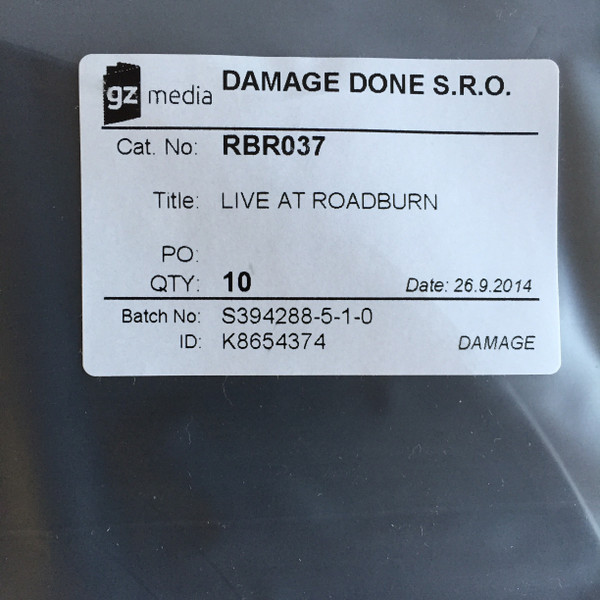 gz media
DAMAGE DONE S.R.O.
Cat. No: RBR037
Title: LIVE AT ROADBURN
PO:
QTY: 10 Date: 26.9.2014
Batch No: S394288-5-1-0
ID: K8654374 DAMAGE